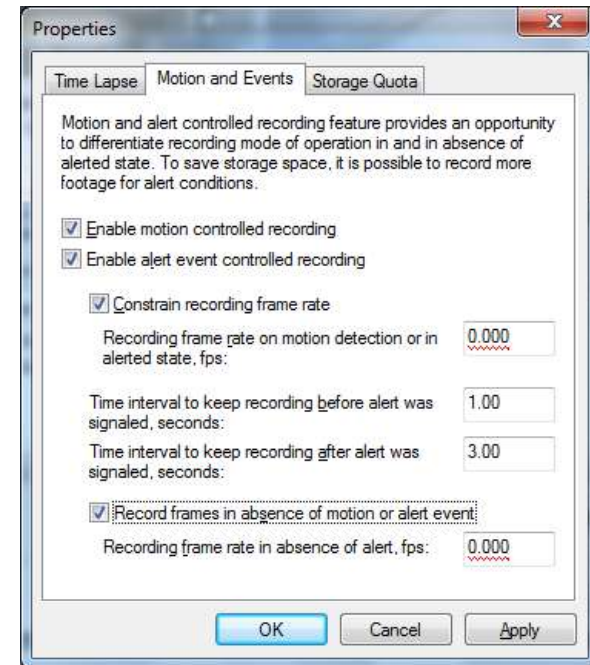 Properties
Time Lapse Motion and Events Storage Quota
Motion and alert controlled recording feature provides an opportunity
to differentiate recording mode of operation in and in absence of
alerted state. To save storage space, it is possible to record more
footage for alert conditions.
Enable motion controlled recording
Enable alert event controlled recording
Constrain recording frame rate
Recording frame rate on motion detection or in
alerted state, fps:
0.000
Time interval to keep recording before alert was
signaled, seconds:
1.00
Time interval to keep recording after alert was
signaled, seconds:
3.00
Record frames in absence of motion or alert event
Recording frame rate in absence of alert, fps: 0.000
OK Cancel Apply